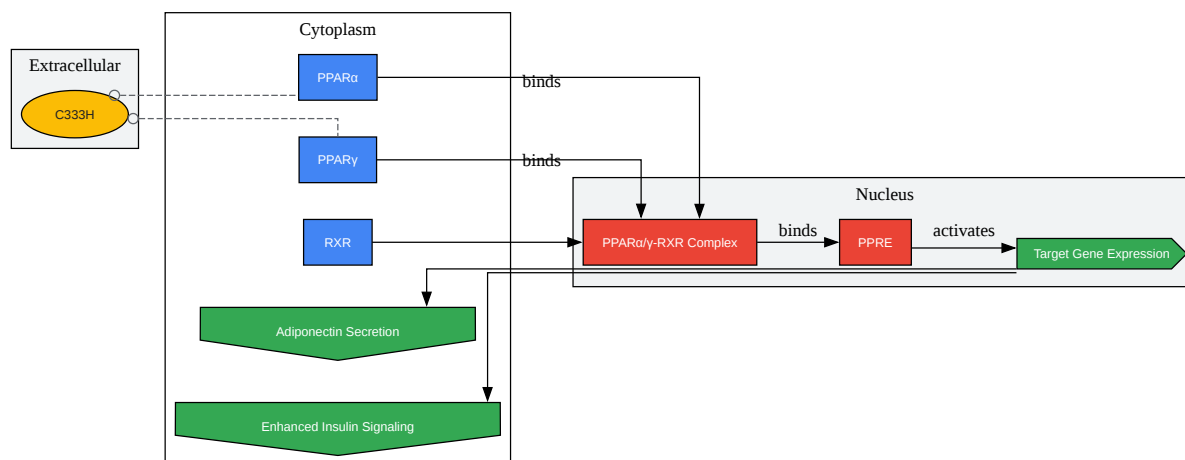 Cytoplasm
Extracellular
PPARα
binds
C333H
PPARγ
binds
Nucleus
RXR
PPARα/γ-RXR Complex
binds
PPRE
activates
Target Gene Expression
Adiponectin Secretion
Enhanced Insulin Signaling